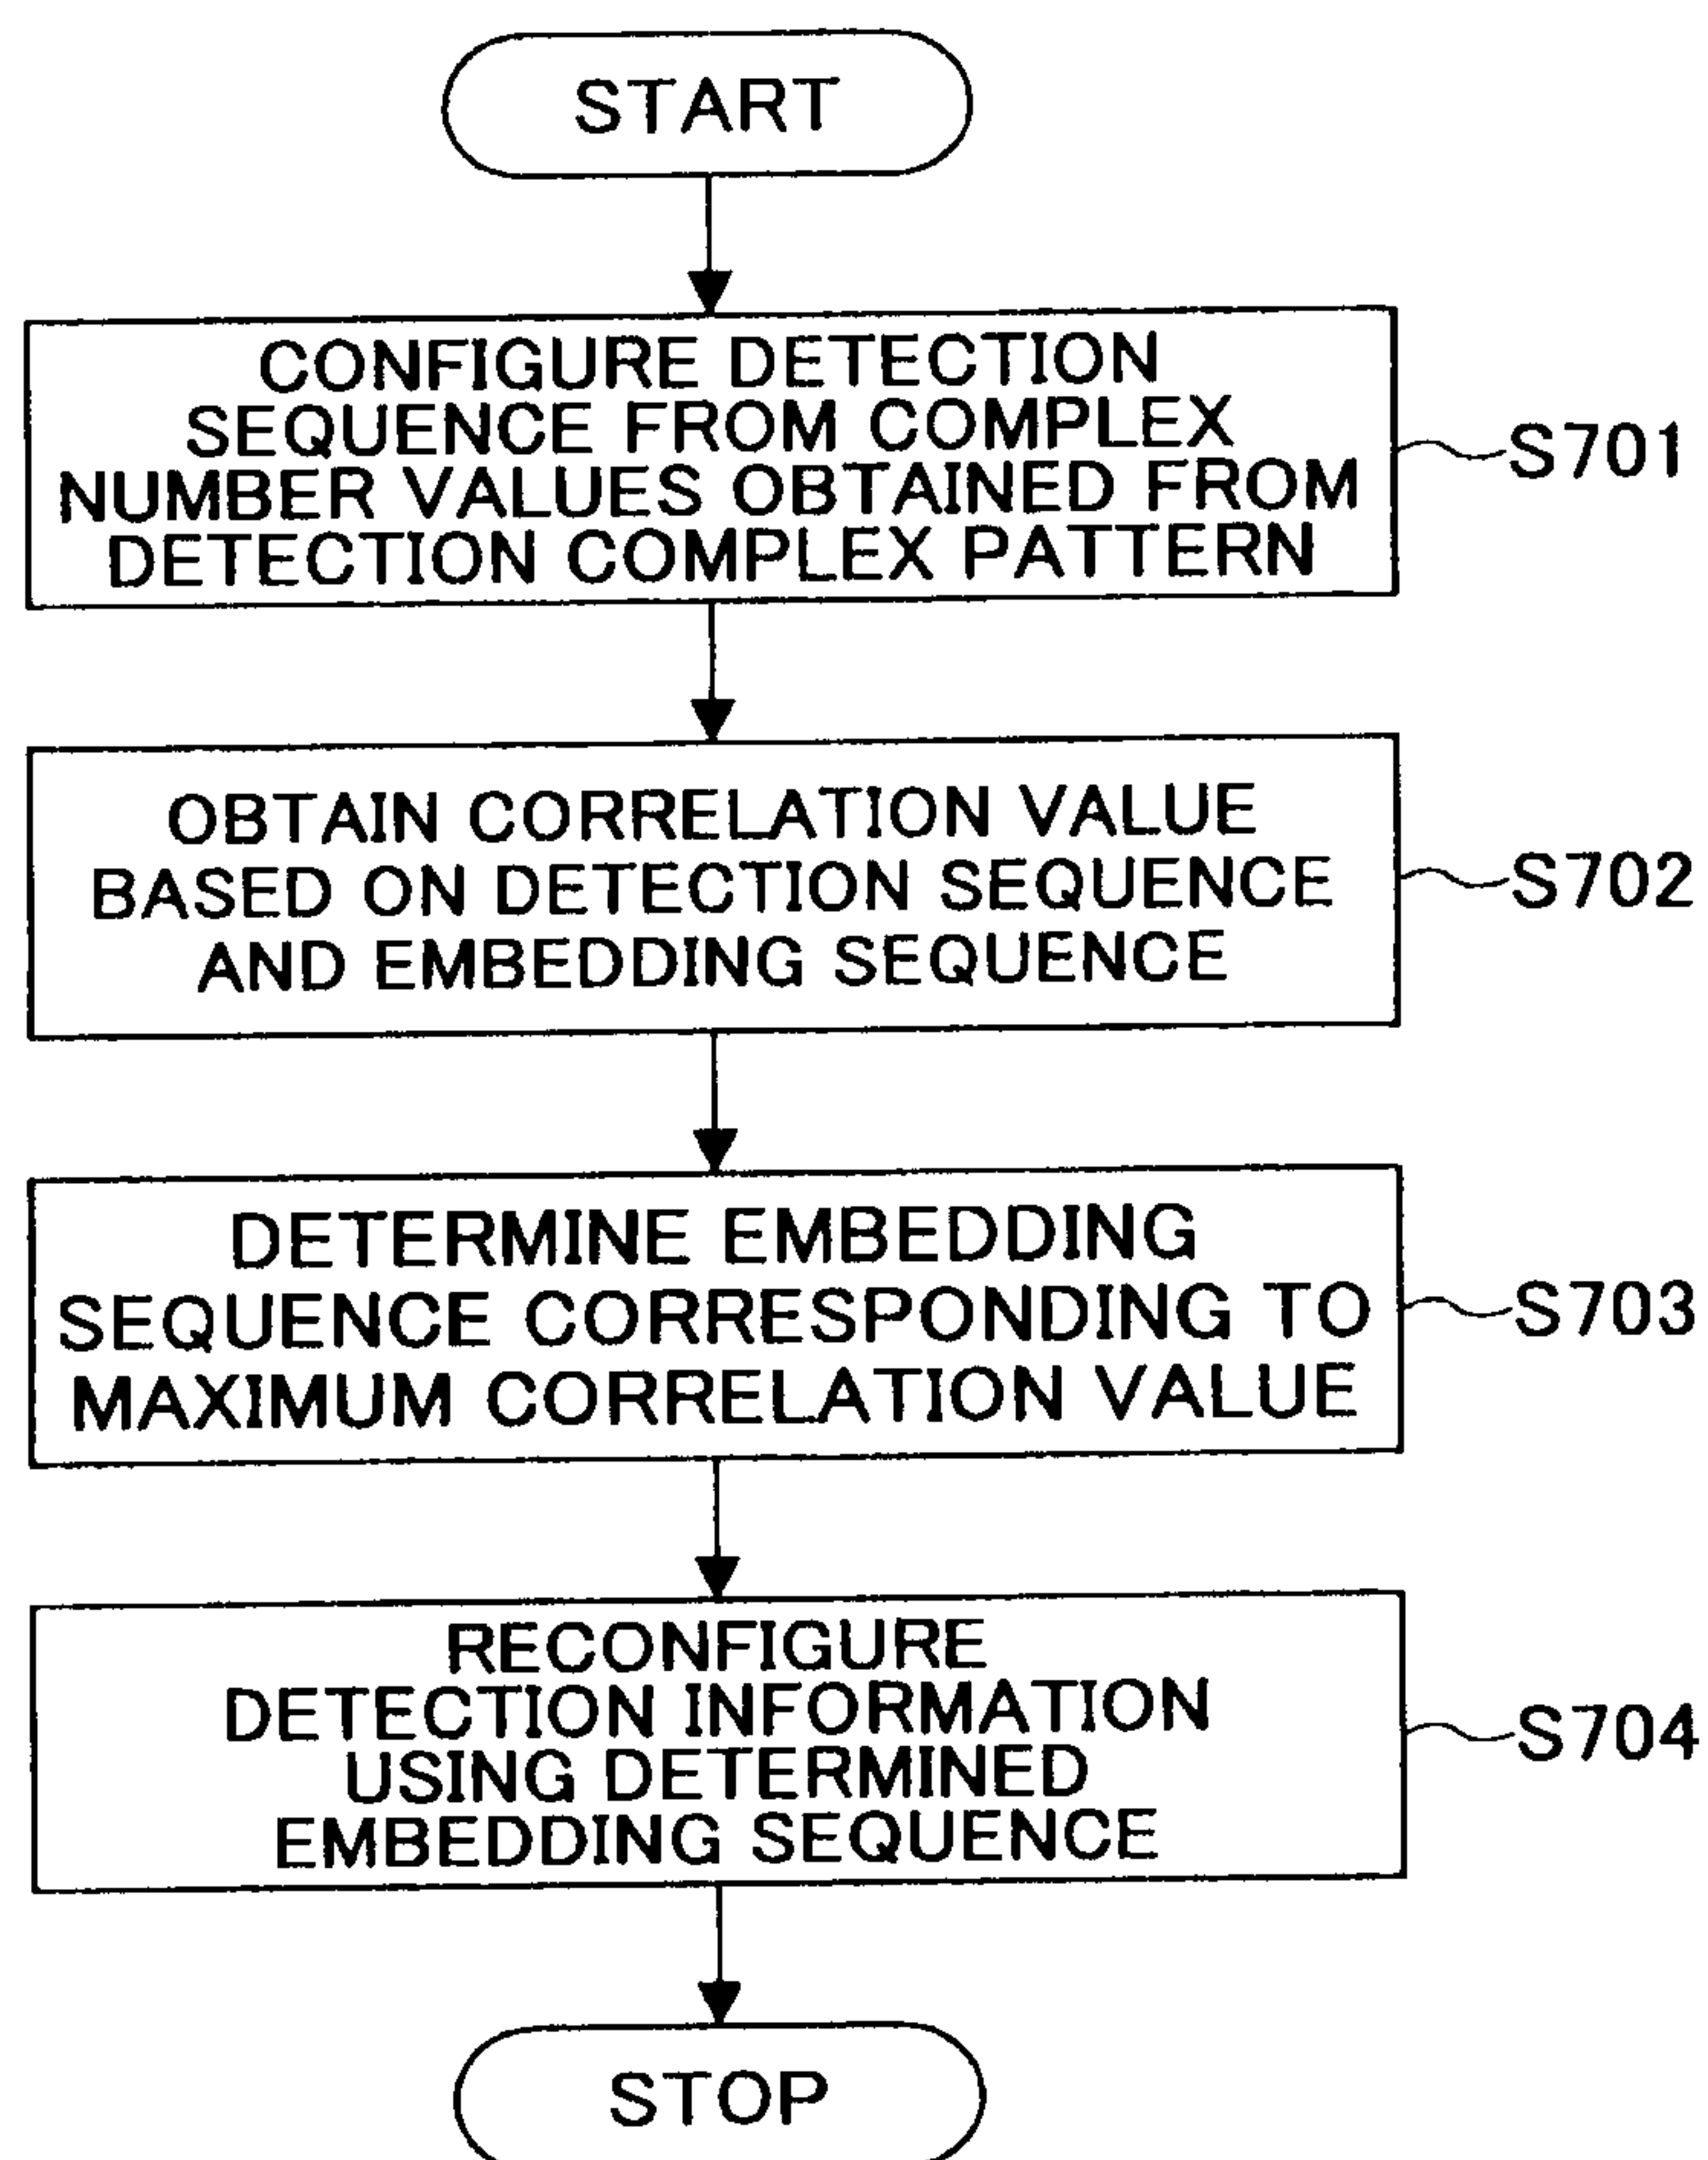 START
CONFIGURE DETECTION
SEQUENCE FROM COMPLEX
NUMBER VALUES OBTAINED FROM
DETECTION COMPLEX PATTERN
S701
OBTAIN CORRELATION VALUE
BASED ON DETECTION SEQUENCE
AND EMBEDDING SEQUENCE
S702
DETERMINE EMBEDDING
SEQUENCE CORRESPONDING TO
MAXIMUM CORRELATION VALUE
S703
RECONFIGURE
DETECTION INFORMATION
USING DETERMINED
EMBEDDING SEQUENCE
S704
STOP